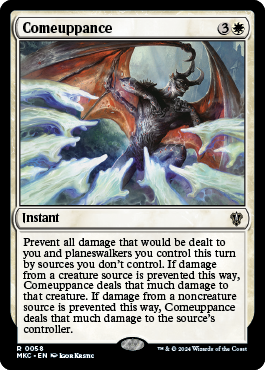 Comeuppance 3
Instant
Prevent all damage that would be dealt to
you and planeswalkers you control this
turn by sources you don't control. If damage
from a creature source is prevented this way,
Comeuppance deals that much damage to
that creature. If damage from a noncreature
source is prevented this way, Comeuppance
deals that much damage to the source's
controller.
R 0058
MKC • EN Igor Krstic
™ & © 2024 Wizards of the Coast